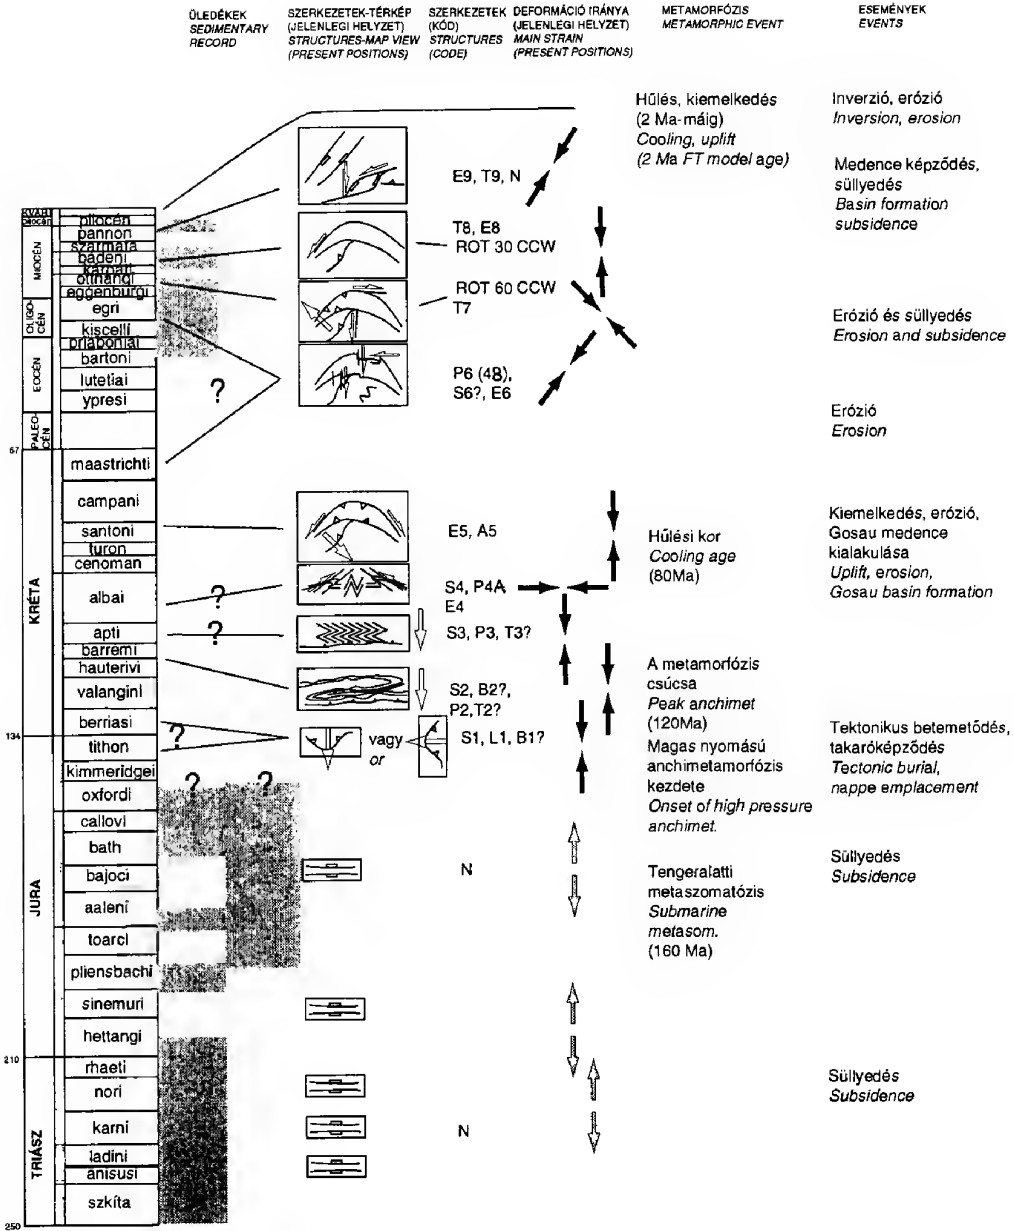 ÜLEDÉKEK
SEDIMENTARY
RECORD
SZERKEZETEK-TÉRKÉP
(JELENLEGI HELYZET)
STRUCTURES-MAP VIEW
(PRESENT POSITIONS)
SZERKEZETEK
(KÓD)
STRUCTURES
(CODE)
DEFORMÁCIÓ IRÁNYA
(JELENLEGI HELYZET)
MAIN STRAIN
(PRESENT POSITIONS)
METAMORFÓZIS
METAMORPHIC EVENT
ESEMÉNYEK
EVENTS
KVART
pliocén
pliocén
MIOCÉN
pannon
szarmata
bádeni
kárpáti
ottnangi
eggenburgi
OLIGO-
CÉN
egri
kiscelli
priaboniai
EOCÉN
bartoni
lutetiai
ypresi
PALEO-
CÉN
67
KRÉTA
maastrichti
campani
santoni
turon
cenoman
albai
apti
barremi
hauterivi
valangini
berriasi
134
JURA
tithon
kimmeridgei
oxfordi
callovi
bath
bajoci
aaleni
toarci
pliensbachi
sinemuri
hettangi
210
TRIÁSZ
rhaeti
nori
karni
ladini
anisusi
szkíta
250
?
?
?
?
?
?
vagy
or
E9, T9, N
T8, E8
ROT 30 CCW
ROT 60 CCW
T7
P6 (4B),
S6?, E6
E5, A5
S4, P4A
E4
S3, P3, T3?
S2, B2?,
P2,T2?
S1, L1, B1?
N
N
Hűlés, kiemelkedés
(2 Ma-máig)
Cooling, uplift
(2 Ma FT model age)
Hűlési kor
Cooling age
(80Ma)
A metamorfózis
csúcsa
Peak anchimet
(120Ma)
Magas nyomású
anchimetamorfózis
kezdete
Onset of high pressure
anchimet.
Tengeralatti
metaszomatózis
Submarine
metasom.
(160 Ma)
Inverzió, erózió
Inversion, erosion
Medence képződés,
süllyedés
Basin formation
subsidence
Erózió és süllyedés
Erosion and subsidence
Erózió
Erosion
Kiemelkedés, erózió,
Gosau medence
kialakulása
Uplift, erosion,
Gosau basin formation
Tektonikus betemetődés,
takaróképződés
Tectonic burial,
nappe emplacement
Süllyedés
Subsidence
Süllyedés
Subsidence